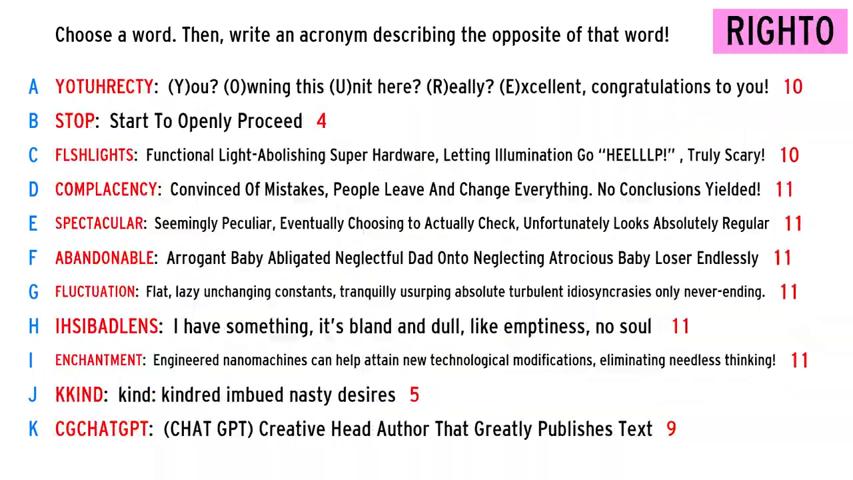 Choose a word. Then, write an acronym describing the opposite of that word!
RIGHTO
A YOTUHRECTY: (Y)ou? (O)wning this (U)nit here? (R)eally? (E)xcellent, congratulations to you! 10
B STOP: Start To Openly Proceed 4
C FLSHLIGHTS: Functional Light-Abolishing Super Hardware, Letting Illumination Go “HEELLLP!” , Truly Scary! 10
D COMPLACENCY: Convinced Of Mistakes, People Leave And Change Everything. No Conclusions Yielded! 11
E SPECTACULAR: Seemingly Peculiar, Eventually Choosing to Actually Check, Unfortunately Looks Absolutely Regular 11
F ABANDONABLE: Arrogant Baby Abligated Neglectful Dad Onto Neglecting Atrocious Baby Loser Endlessly 11
G FLUCTUATION: Flat, lazy unchanging constants, tranquilly usurping absolute turbulent idiosyncrasies only never-ending. 11
H IHSIBADLENS: I have something, it’s bland and dull, like emptiness, no soul 11
I ENCHANTMENT: Engineered nanomachines can help attain new technological modifications, eliminating needless thinking! 11
J KKIND: kind: kindred imbued nasty desires 5
K CGCHATGPT: (CHAT GPT) Creative Head Author That Greatly Publishes Text 9